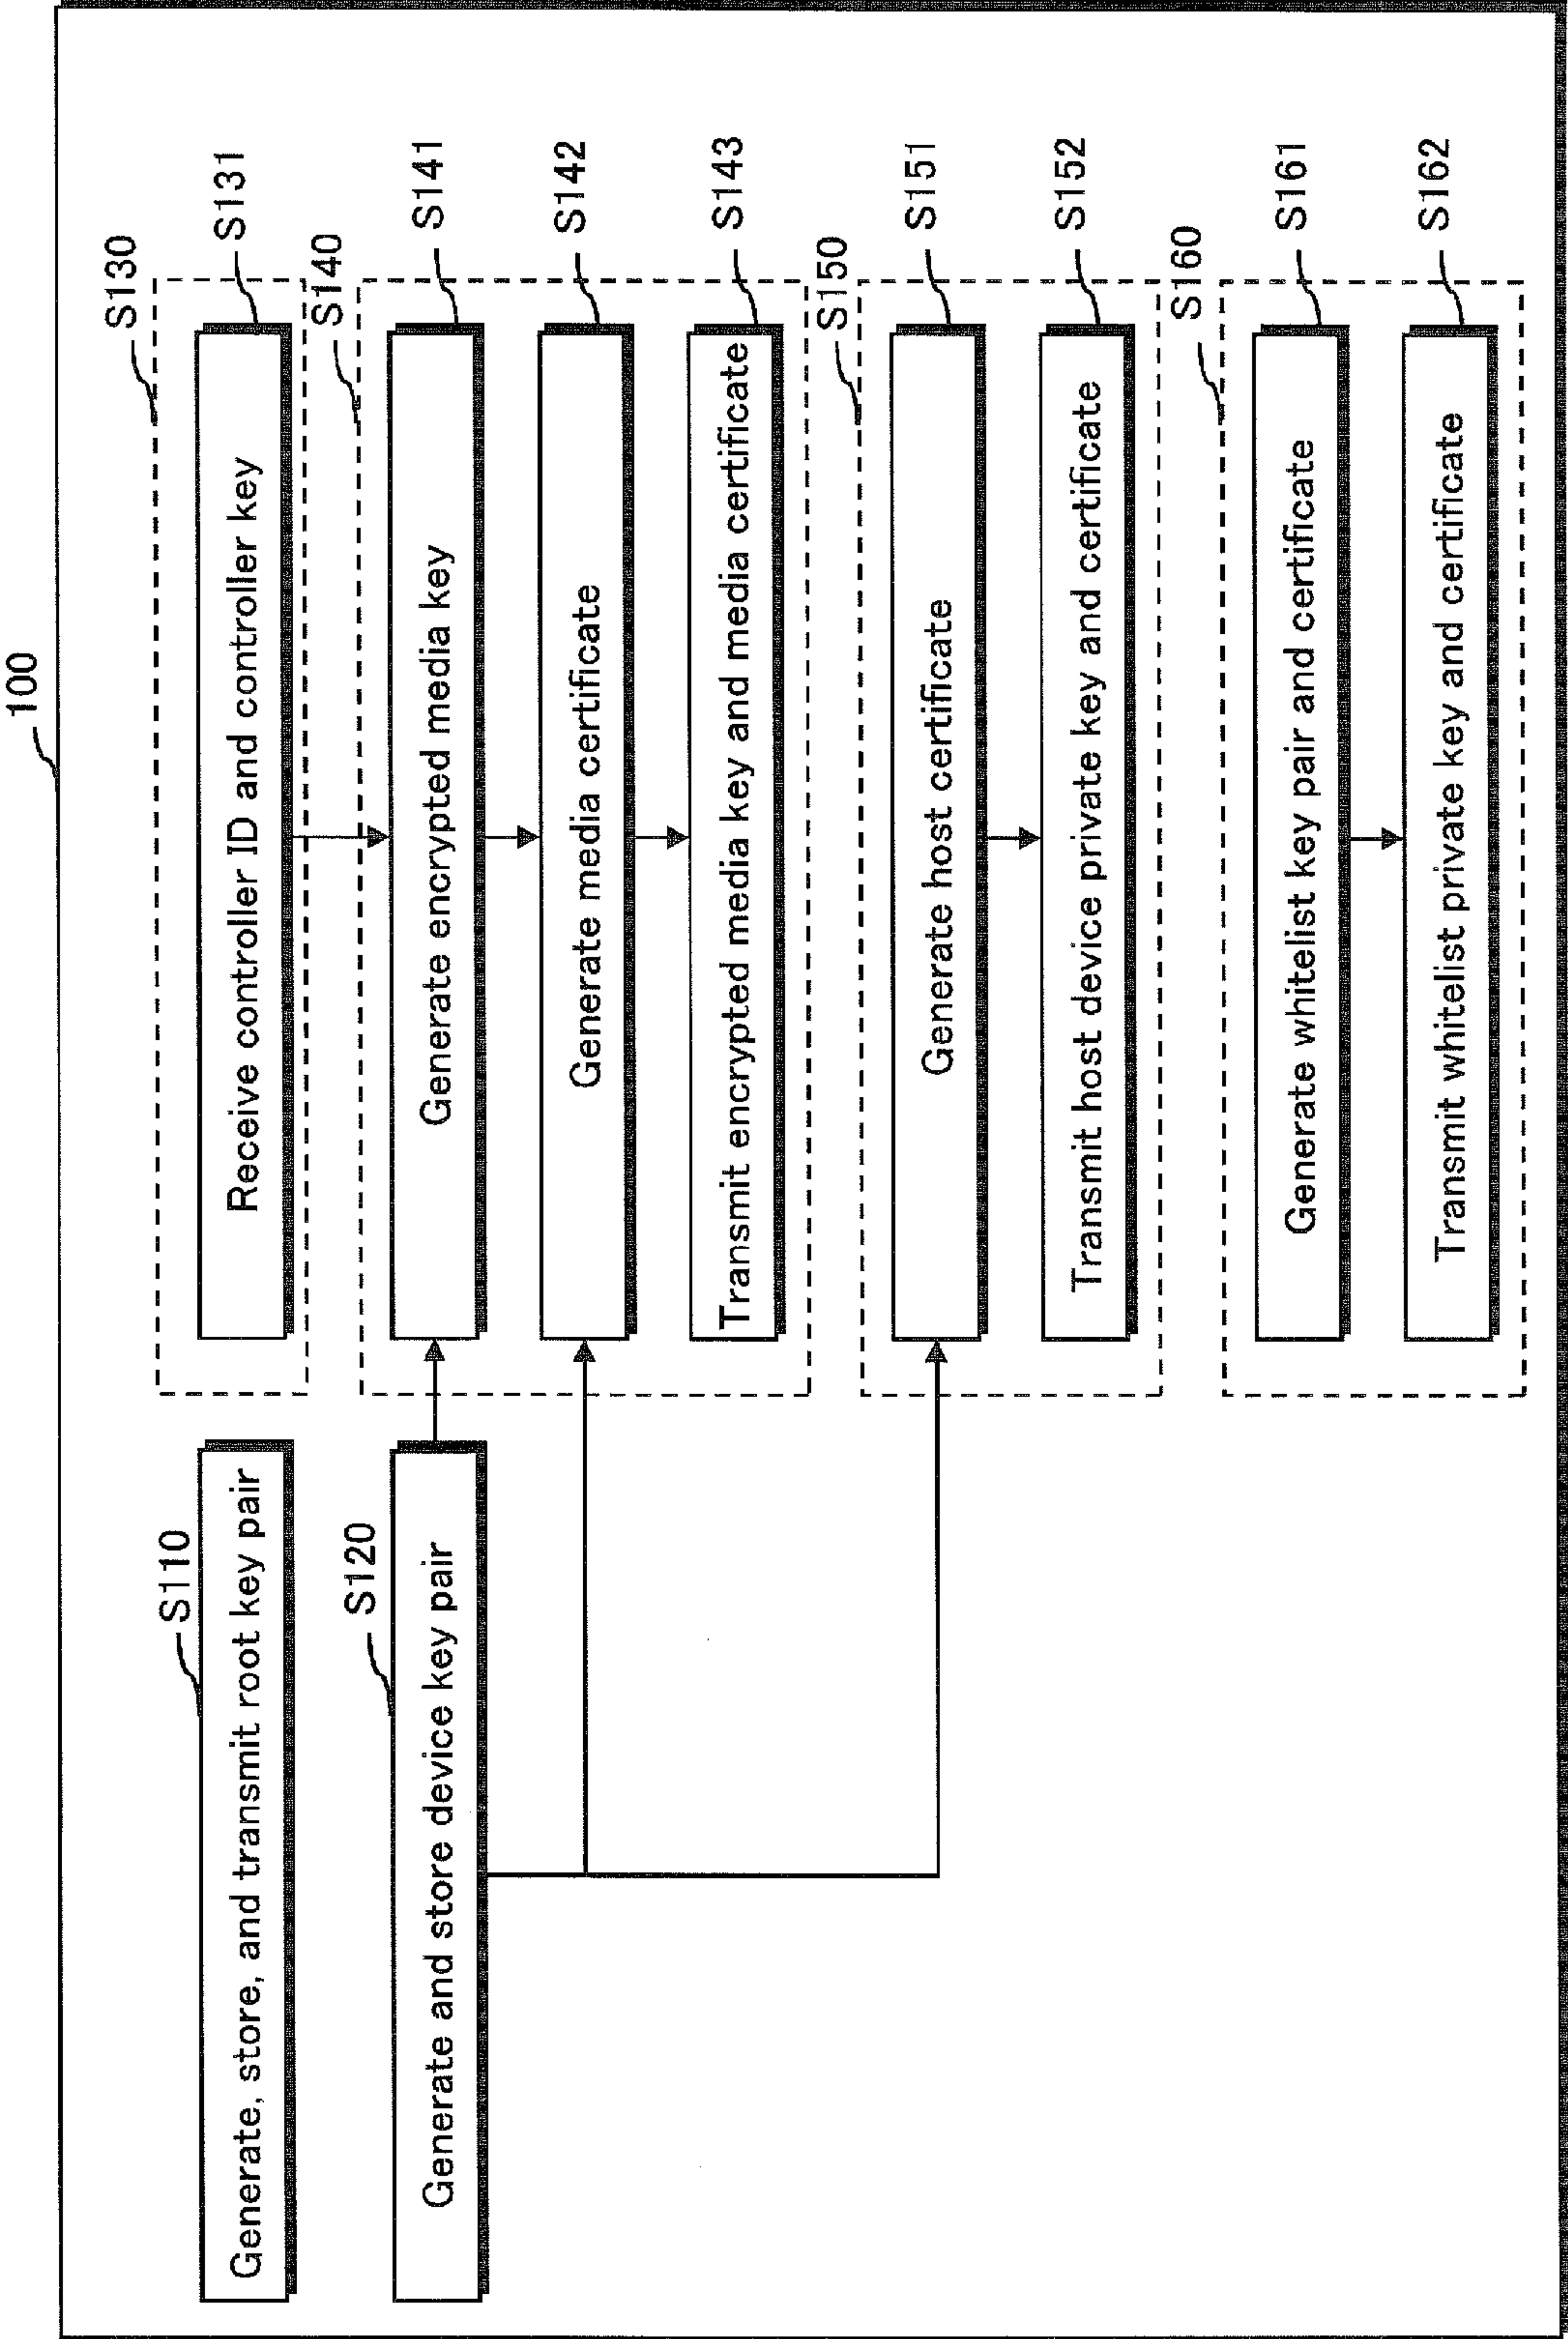 100
S110
Generate, store, and transmit root key pair
S120
Generate and store device key pair
S130
Receive controller ID and controller key
S131
S140
Generate encrypted media key
S141
Generate media certificate
S142
Transmit encrypted media key and media certificate
S143
S150
Generate host certificate
S151
Transmit host device private key and certificate
S152
S160
Generate whitelist key pair and certificate
S161
Transmit whitelist private key and certificate
S162